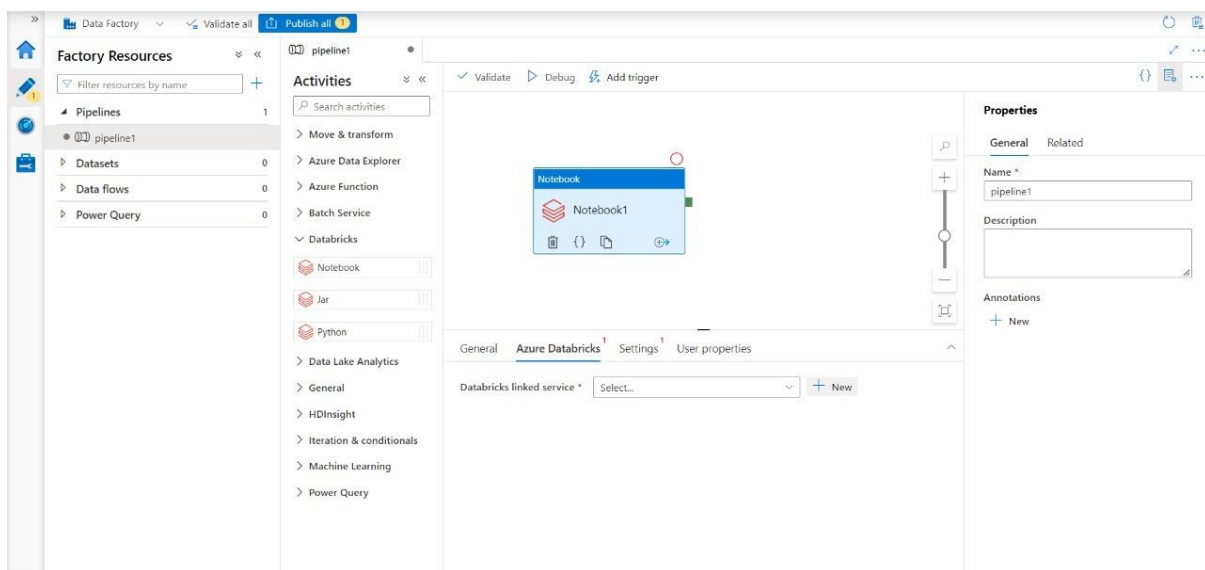 Data Factory
Validate all
Publish all 1
1
Factory Resources
Filter resources by name
Pipelines 1
pipeline1
Datasets 0
Data flows 0
Power Query 0
pipeline1
Activities
Search activities
Move & transform
Azure Data Explorer
Azure Function
Batch Service
Databricks
Notebook
Jar
Python
Data Lake Analytics
General
HDInsight
Iteration & conditionals
Machine Learning
Power Query
Validate Debug Add trigger
Notebook
Notebook1
General Azure Databricks 1 Settings 1 User properties
Databricks linked service * Select... New
Properties
General Related
Name *
pipeline1
Description
Annotations
New